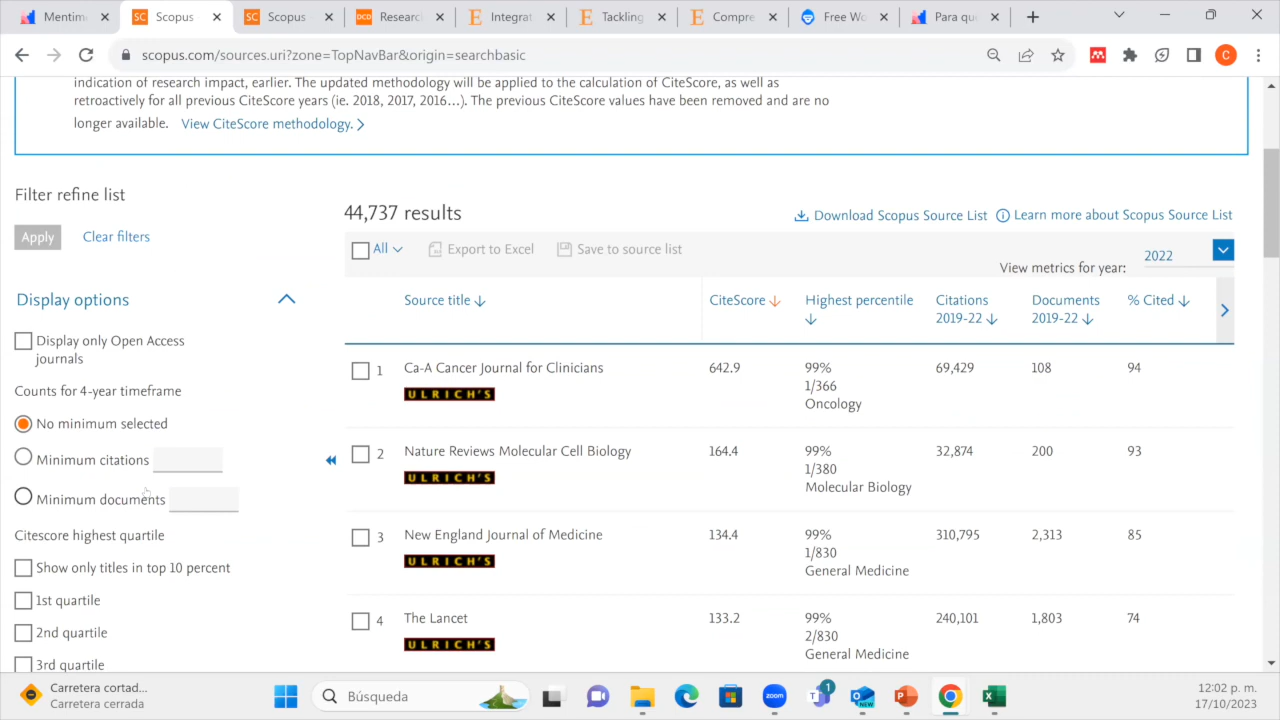 Mentime
Scopus
Scopus
Researc
Integrat
Tackling
Compre
Free Wo
Para qu
scopus.com/sources.uri?zone=TopNavBar&origin=searchbasic
C
indication of research impact, earlier. The updated methodology will be applied to the calculation of CiteScore, as well as
retroactively for all previous CiteScore years (ie. 2018, 2017, 2016...). The previous CiteScore values have been removed and are no
longer available. View CiteScore methodology. >
Filter refine list
Apply Clear filters
Display options
Display only Open Access
journals
Counts for 4-year timeframe
No minimum selected
Minimum citations
Minimum documents
Citescore highest quartile
Show only titles in top 10 percent
1st quartile
2nd quartile
3rd quartile
44,737 results
Download Scopus Source List Learn more about Scopus Source List
All Export to Excel Save to source list
View metrics for year: 2022
Source title CiteScore Highest percentile Citations 2019-22 Documents 2019-22 % Cited
1 Ca-A Cancer Journal for Clinicians 642.9 99% 69,429 108 94
ULRICH'S 1/366
Oncology
2 Nature Reviews Molecular Cell Biology 164.4 99% 32,874 200 93
ULRICH'S 1/380
Molecular Biology
3 New England Journal of Medicine 134.4 99% 310,795 2,313 85
ULRICH'S 1/830
General Medicine
4 The Lancet 133.2 99% 240,101 1,803 74
ULRICH'S 2/830
General Medicine
Carretera cortad...
Carretera cerrada
Búsqueda
zoom
1
NEW
12:02 p. m.
17/10/2023